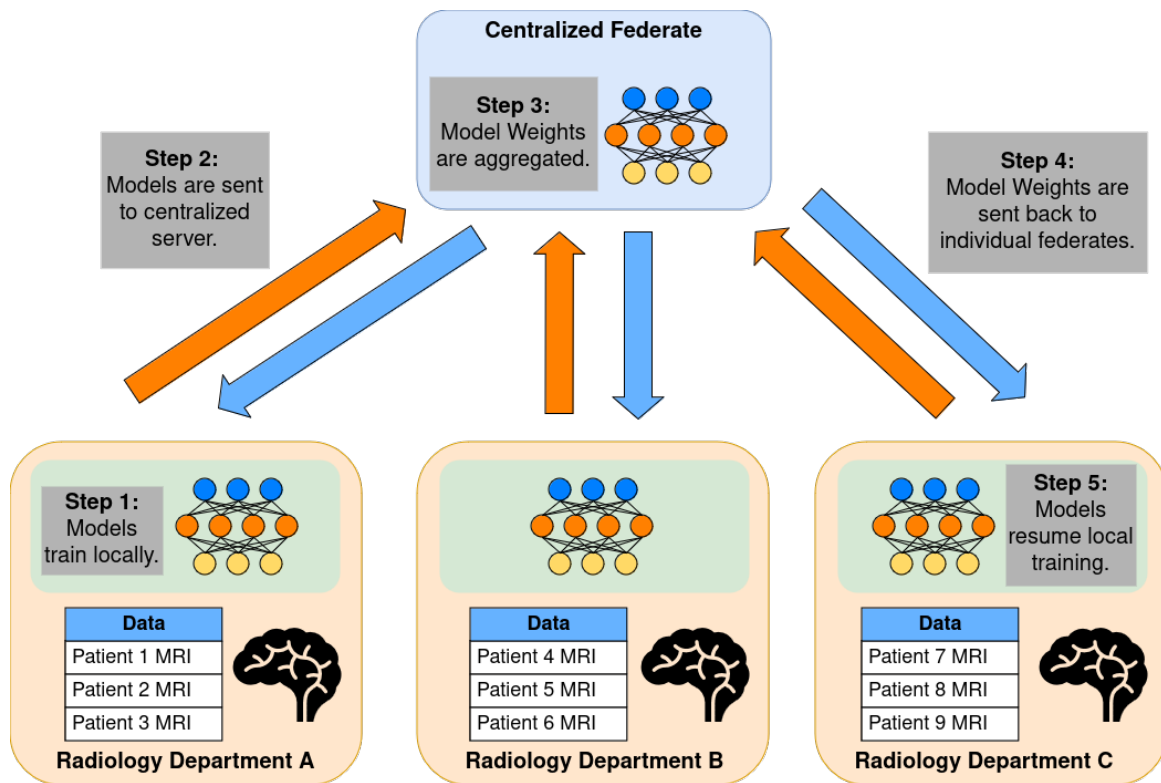 Centralized Federate
Step 3:
Model Weights
are aggregated.
Step 2:
Models are sent
to centralized
server.
Step 4:
Model Weights are
sent back to
individual federates.
Step 1:
Models
train locally.
Step 5:
Models
resume local
training.
Data
Patient 1 MRI
Patient 2 MRI
Patient 3 MRI
Radiology Department A
Data
Patient 4 MRI
Patient 5 MRI
Patient 6 MRI
Radiology Department B
Data
Patient 7 MRI
Patient 8 MRI
Patient 9 MRI
Radiology Department C